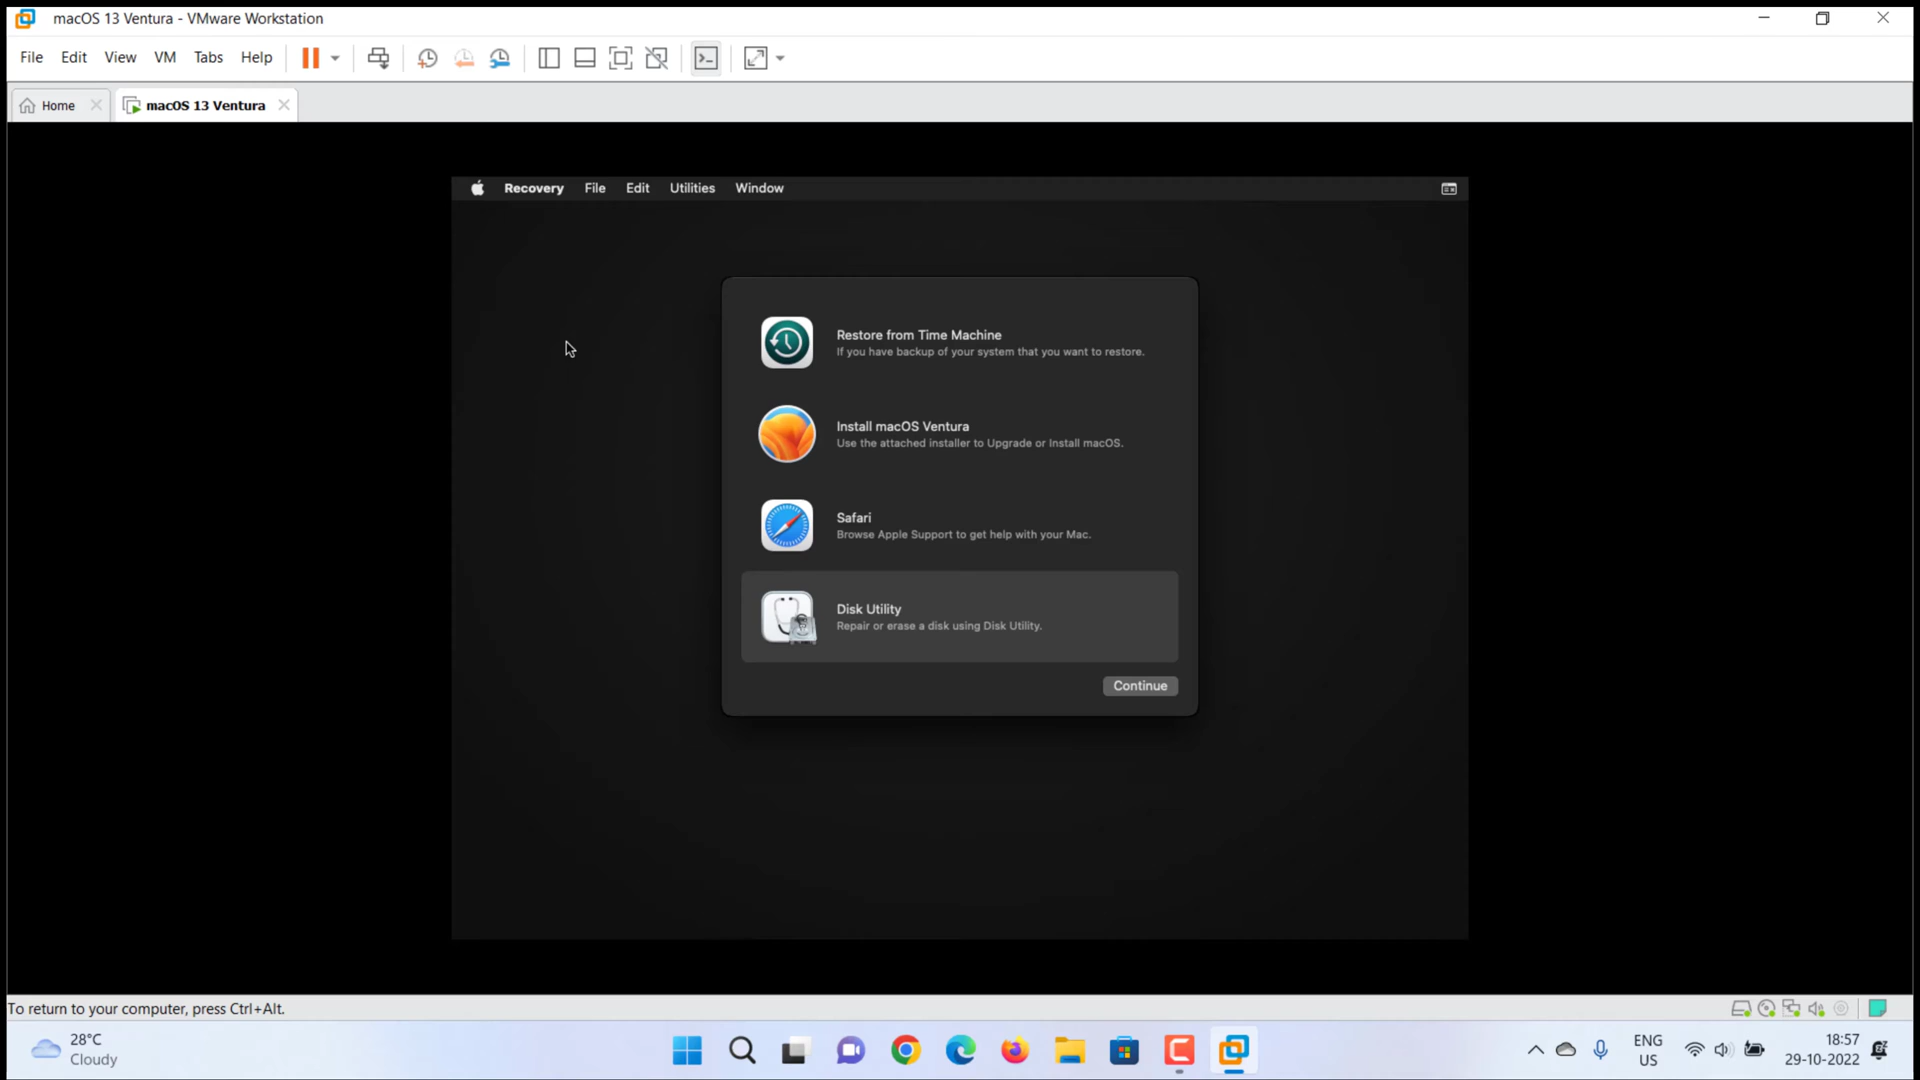 macOS 13 Ventura - VMware Workstation
File Edit View VM Tabs Help
Home macOS 13 Ventura
Recovery File Edit Utilities Window
Restore from Time Machine
If you have backup of your system that you want to restore.
Install macOS Ventura
Use the attached installer to Upgrade or Install macOS.
Safari
Browse Apple Support to get help with your Mac.
Disk Utility
Repair or erase a disk using Disk Utility.
Continue
To return to your computer, press Ctrl+Alt.
28°C
Cloudy
ENG
US
18:57
29-10-2022